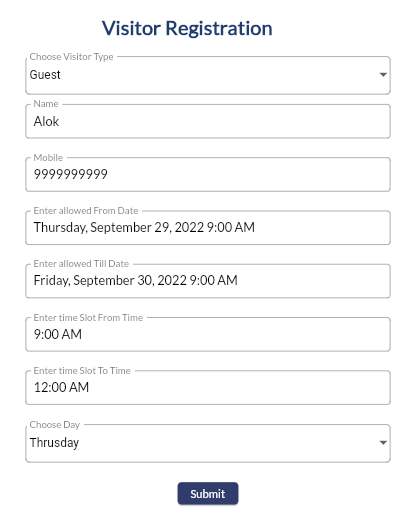 Visitor Registration
Choose Visitor Type
Guest
Name
Alok
Mobile
9999999999
Enter allowed From Date
Thursday, September 29, 2022 9:00 AM
Enter allowed Till Date
Friday, September 30, 2022 9:00 AM
Enter time Slot From Time
9:00 AM
Enter time Slot To Time
12:00 AM
Choose Day
Thrusday
Submit